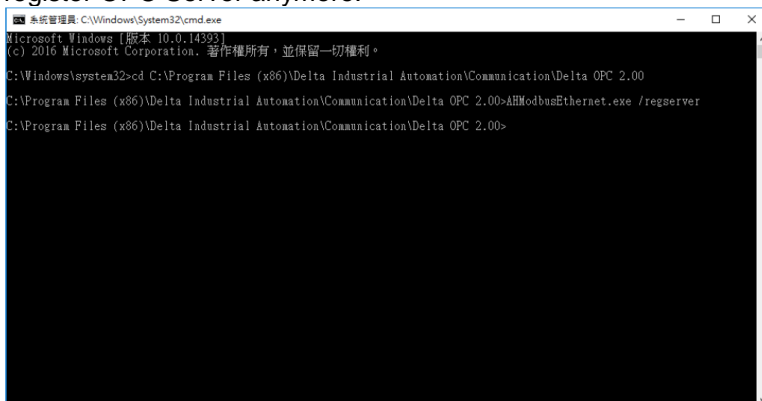 register OPC Server anymore.
系統管理員: C:\Windows\System32\cmd.exe
Microsoft Windows [版本 10.0.14393]
(c) 2016 Microsoft Corporation. 著作權所有，並保留一切權利。
C:\Windows\system32>cd C:\Program Files (x86)\Delta Industrial Automation\Communication\Delta OPC 2.00
C:\Program Files (x86)\Delta Industrial Automation\Communication\Delta OPC 2.00>AHModbusEthernet.exe /regserver
C:\Program Files (x86)\Delta Industrial Automation\Communication\Delta OPC 2.00>